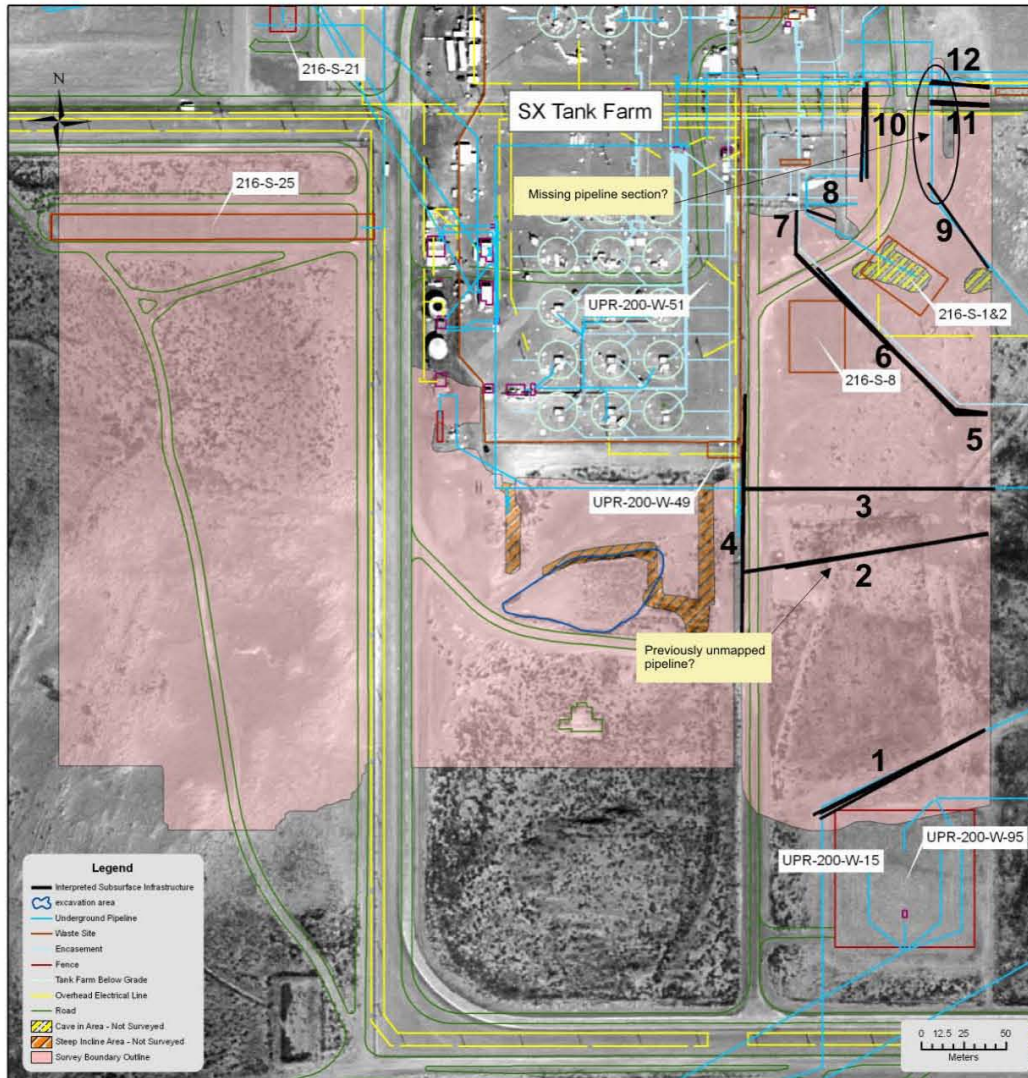 N
216-S-21
SX Tank Farm
12
11
10
216-S-25
Missing pipeline section?
8
7
9
UPR-200-W-51
216-S-1&2
6
216-S-8
5
UPR-200-W-49
3
4
2
Previously unmapped
pipeline?
1
UPR-200-W-95
UPR-200-W-15
Legend
Interpreted Subsurface Infrastructure
excavation area
Underground Pipeline
Waste Site
Encasement
Fence
Tank Farm Below Grade
Overhead Electrical Line
Road
Cave in Area - Not Surveyed
Steep Incline Area - Not Surveyed
Survey Boundary Outline
0 12.5 25 50
Meters